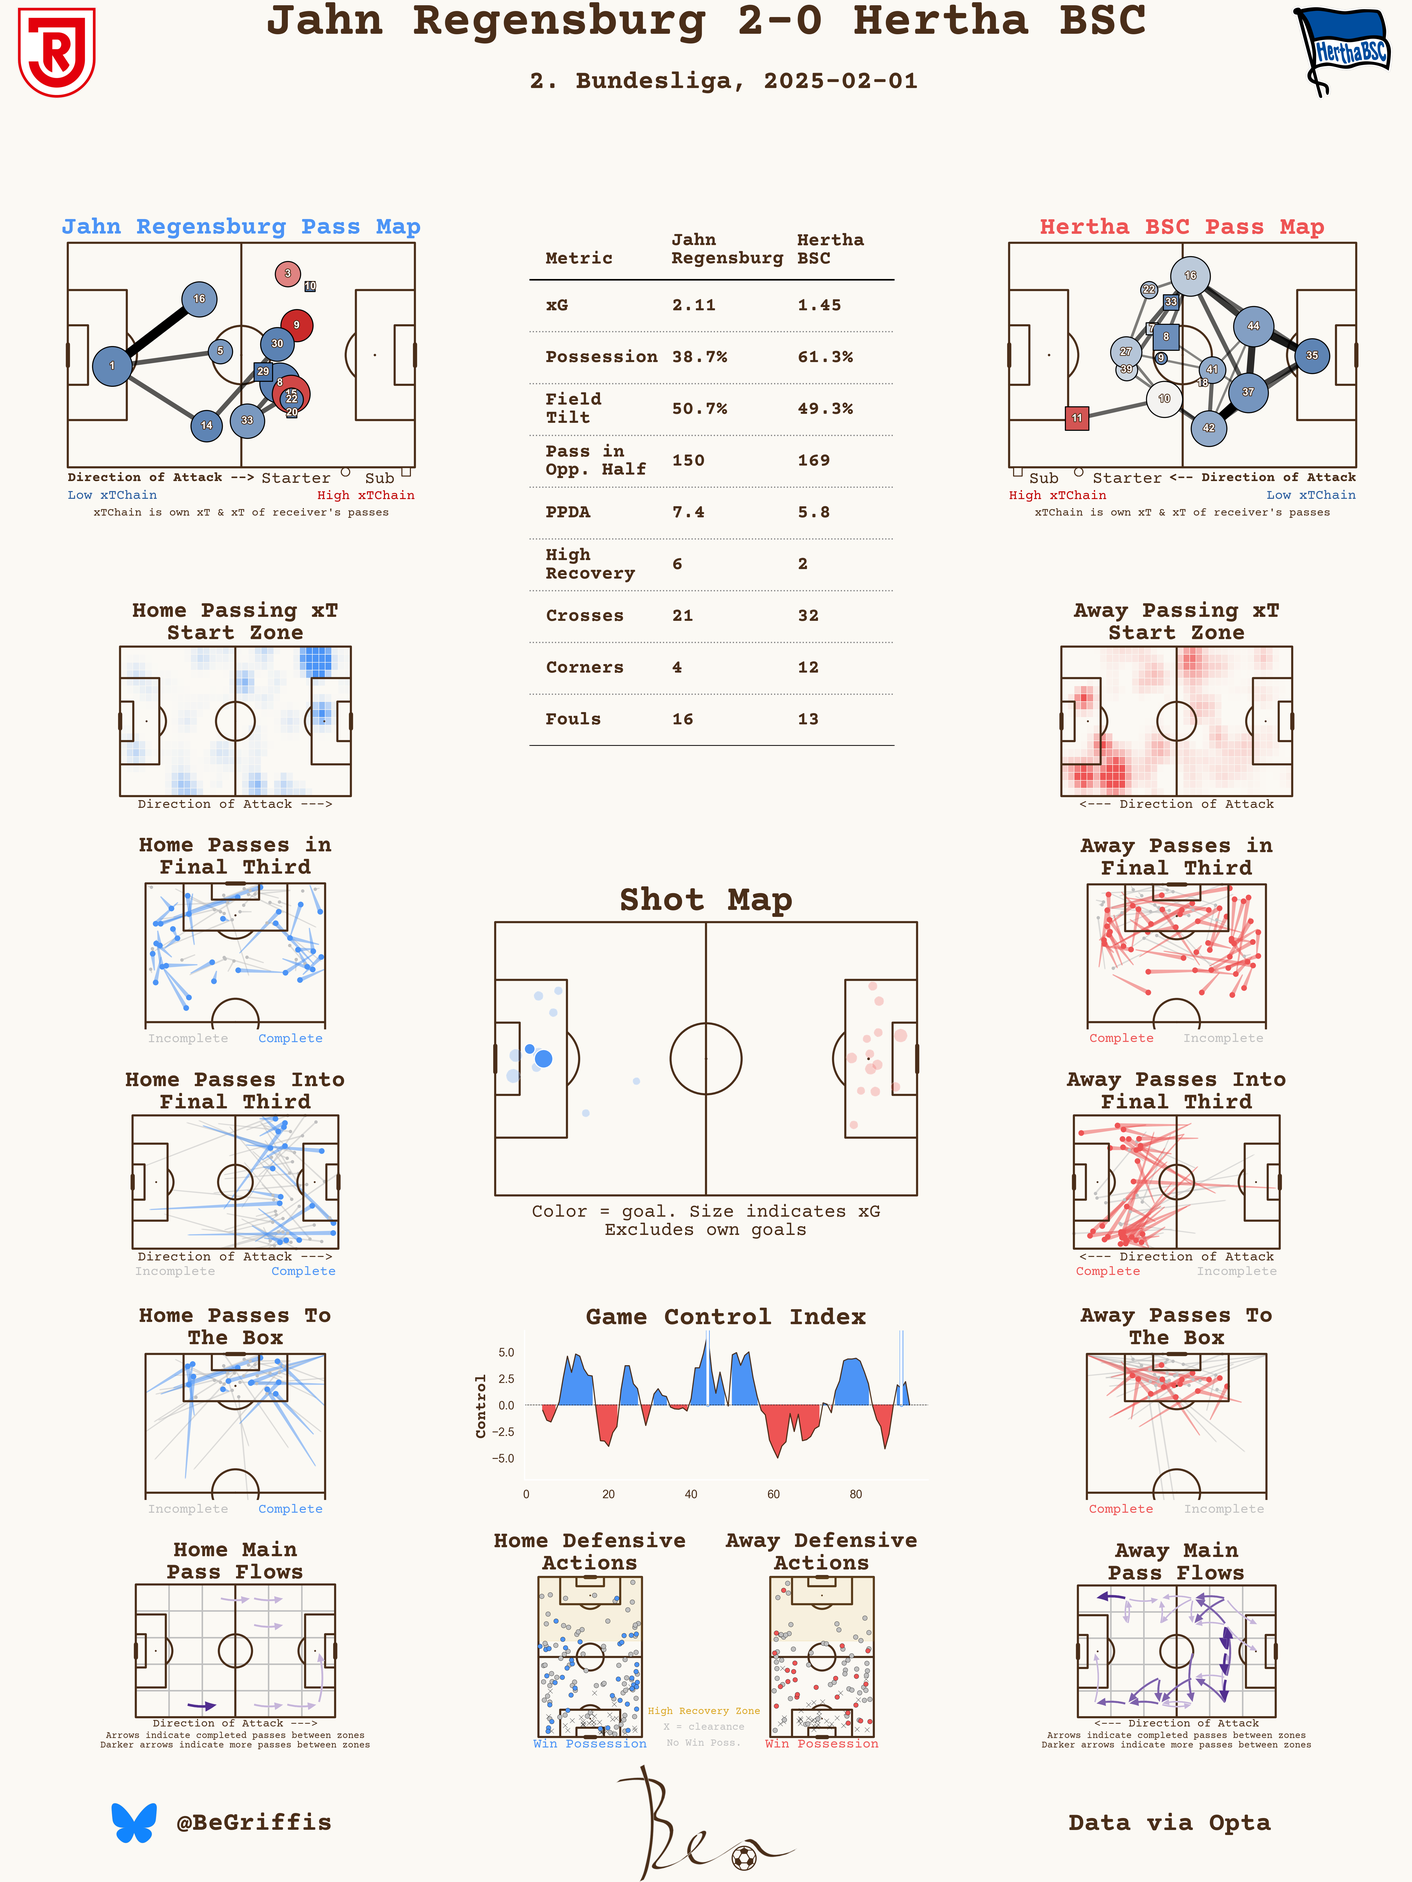 Jahn Regensburg 2-0 Hertha BSC
2. Bundesliga, 2025-02-01
R
HerthaBSC
Jahn Regensburg Pass Map
16
1
5
14
3
10
9
30
29
8
15
22
20
33
Direction of Attack --> Starter Sub
Low xTChain High xTChain
xTChain is own xT & xT of receiver's passes
Metric Jahn Regensburg Hertha BSC
xG 2.11 1.45
Possession 38.7% 61.3%
Field Tilt 50.7% 49.3%
Pass in Opp. Half 150 169
PPDA 7.4 5.8
High Recovery 6 2
Crosses 21 32
Corners 4 12
Fouls 16 13
Hertha BSC Pass Map
16
22
33
7
8
44
27
9
35
39
41
18
37
10
11
42
Sub Starter <-- Direction of Attack
High xTChain Low xTChain
xTChain is own xT & xT of receiver's passes
Home Passing xT
Start Zone
Direction of Attack --->
Away Passing xT
Start Zone
<--- Direction of Attack
Home Passes in
Final Third
Incomplete Complete
Away Passes in
Final Third
Complete Incomplete
Shot Map
Color = goal. Size indicates xG
Excludes own goals
Home Passes Into
Final Third
Direction of Attack --->
Incomplete Complete
Away Passes Into
Final Third
<--- Direction of Attack
Complete Incomplete
Home Passes To
The Box
Incomplete Complete
Game Control Index
Control
5.0
2.5
0.0
−2.5
−5.0
0 20 40 60 80
Away Passes To
The Box
Complete Incomplete
Home Main
Pass Flows
Direction of Attack --->
Arrows indicate completed passes between zones
Darker arrows indicate more passes between zones
Home Defensive
Actions
Win Possession
High Recovery Zone
X = clearance
No Win Poss.
Away Defensive
Actions
Win Possession
Away Main
Pass Flows
<--- Direction of Attack
Arrows indicate completed passes between zones
Darker arrows indicate more passes between zones
@BeGriffis
Ben
Data via Opta